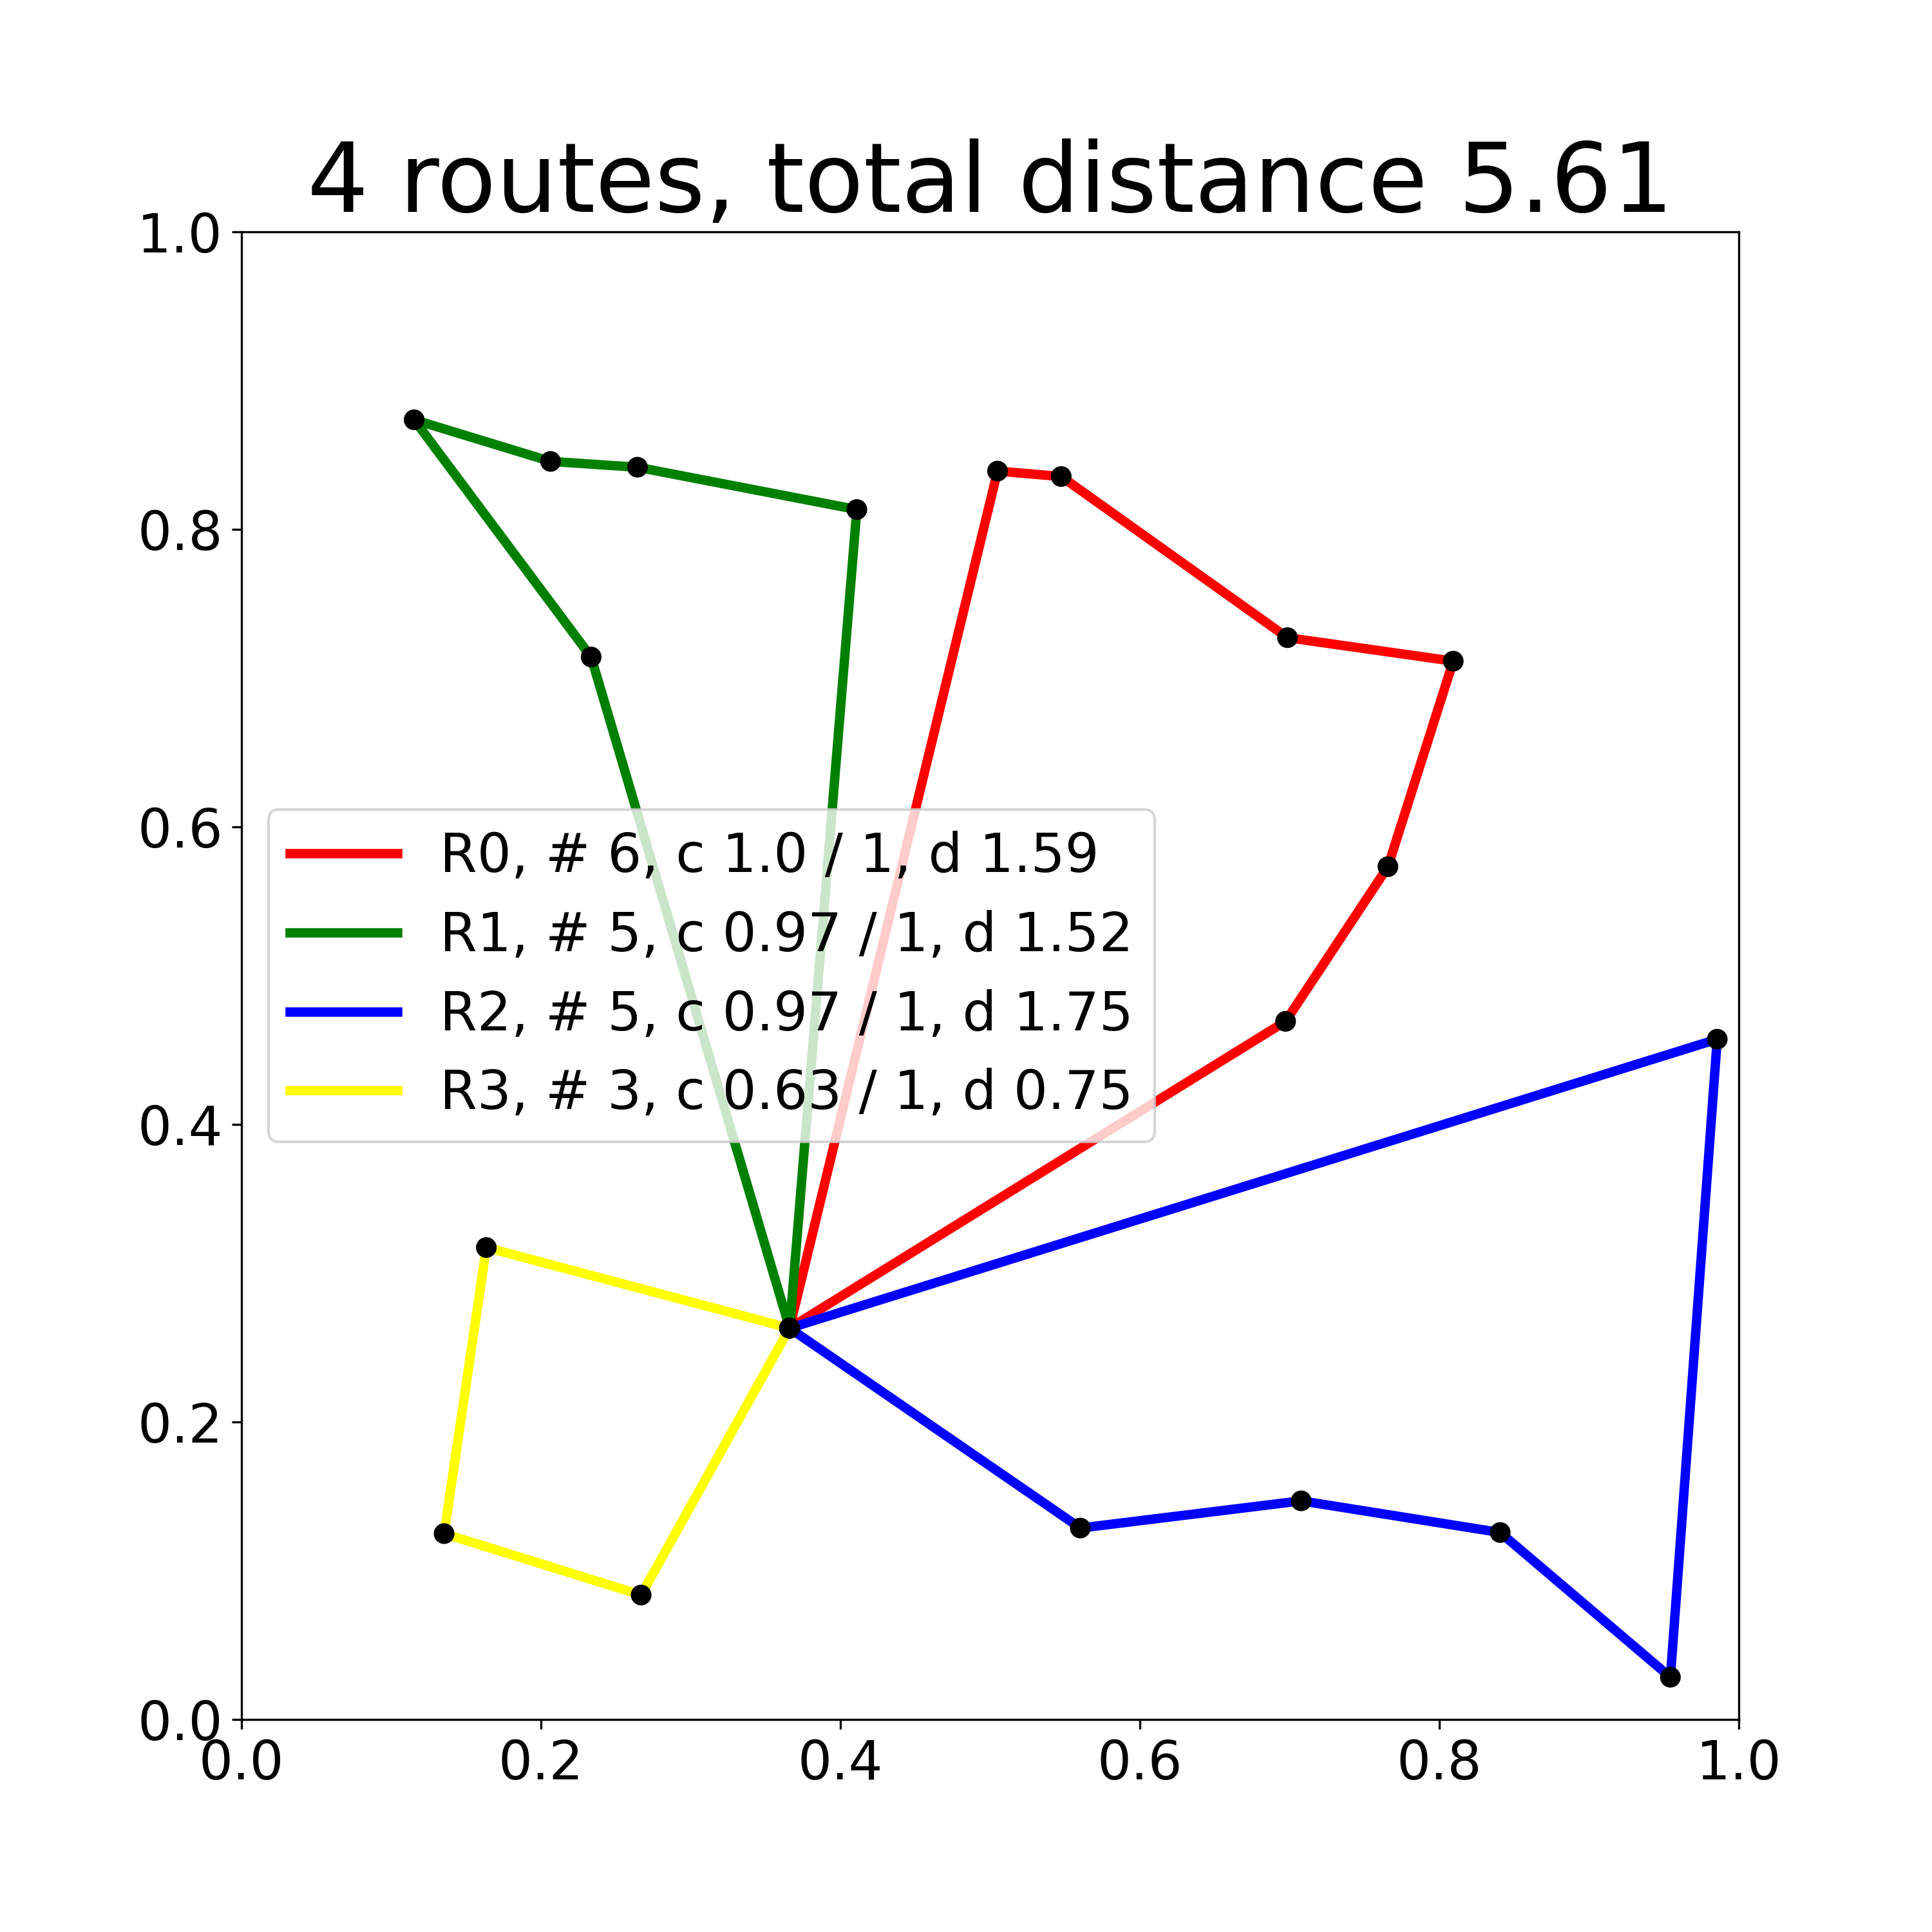 4 routes, total distance 5.61
1.0
0.8
0.6
R0, # 6, c 1.0 / 1, d 1.59
R1, # 5, c 0.97 / 1, d 1.52
R2, # 5, c 0.97 / 1, d 1.75
R3, # 3, c 0.63 / 1, d 0.75
0.4
0.2
0.0
0.0 0.2 0.4 0.6 0.8 1.0